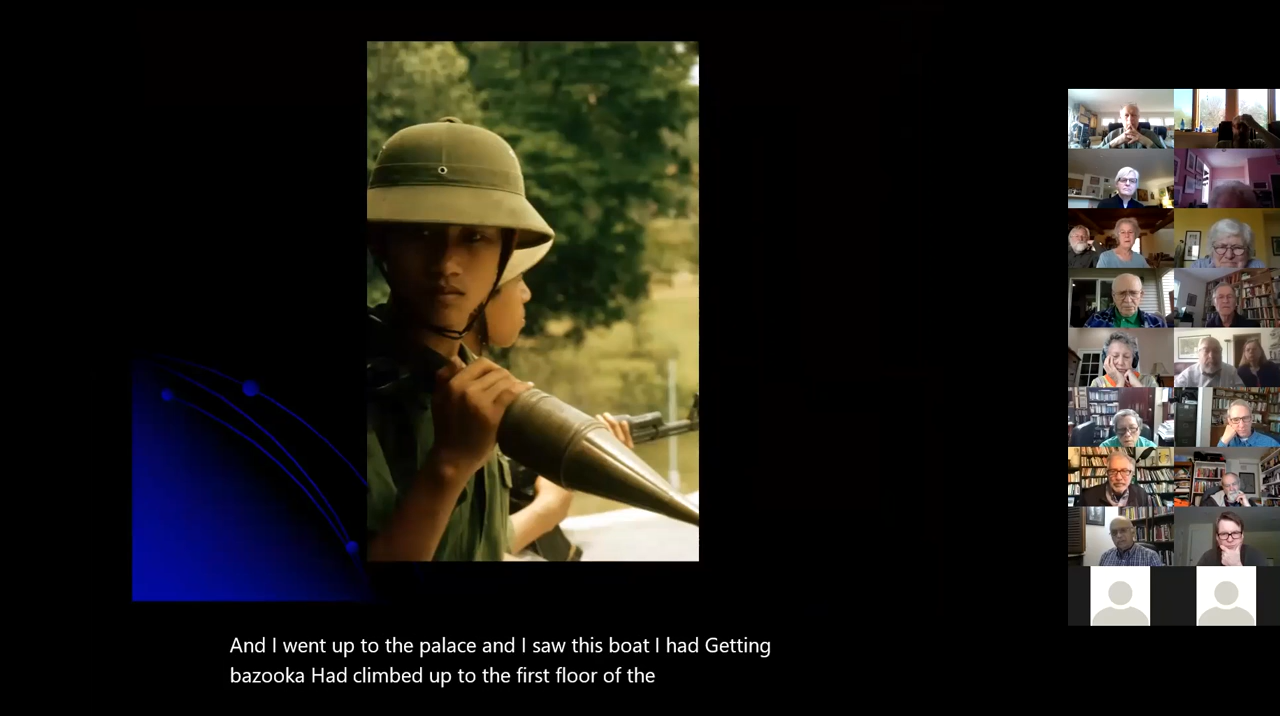 And I went up to the palace and I saw this boat I had Getting
bazooka Had climbed up to the first floor of the